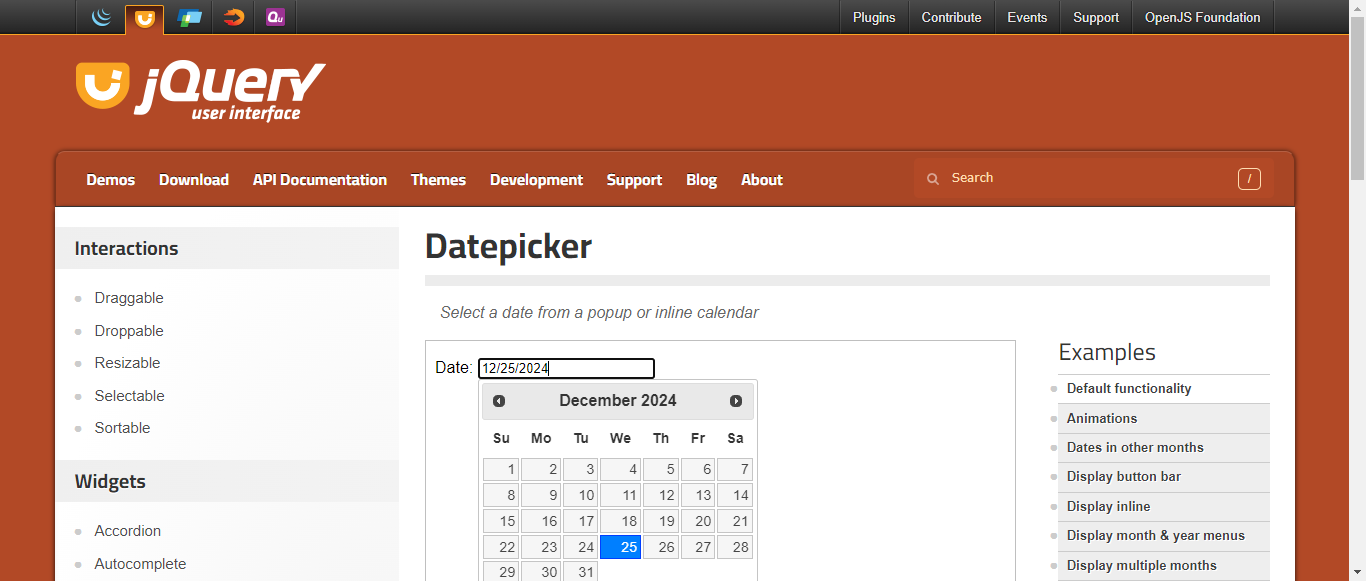 Qu
Plugins
Contribute
Events
Support
OpenJS Foundation
jQuery
user interface
Demos
Download
API Documentation
Themes
Development
Support
Blog
About
Search
/
Interactions
Draggable
Droppable
Resizable
Selectable
Sortable
Widgets
Accordion
Autocomplete
Datepicker
Select a date from a popup or inline calendar
Date: 12/25/2024
December 2024
Su Mo Tu We Th Fr Sa
1 2 3 4 5 6 7
8 9 10 11 12 13 14
15 16 17 18 19 20 21
22 23 24 25 26 27 28
29 30 31
Examples
Default functionality
Animations
Dates in other months
Display button bar
Display inline
Display month & year menus
Display multiple months